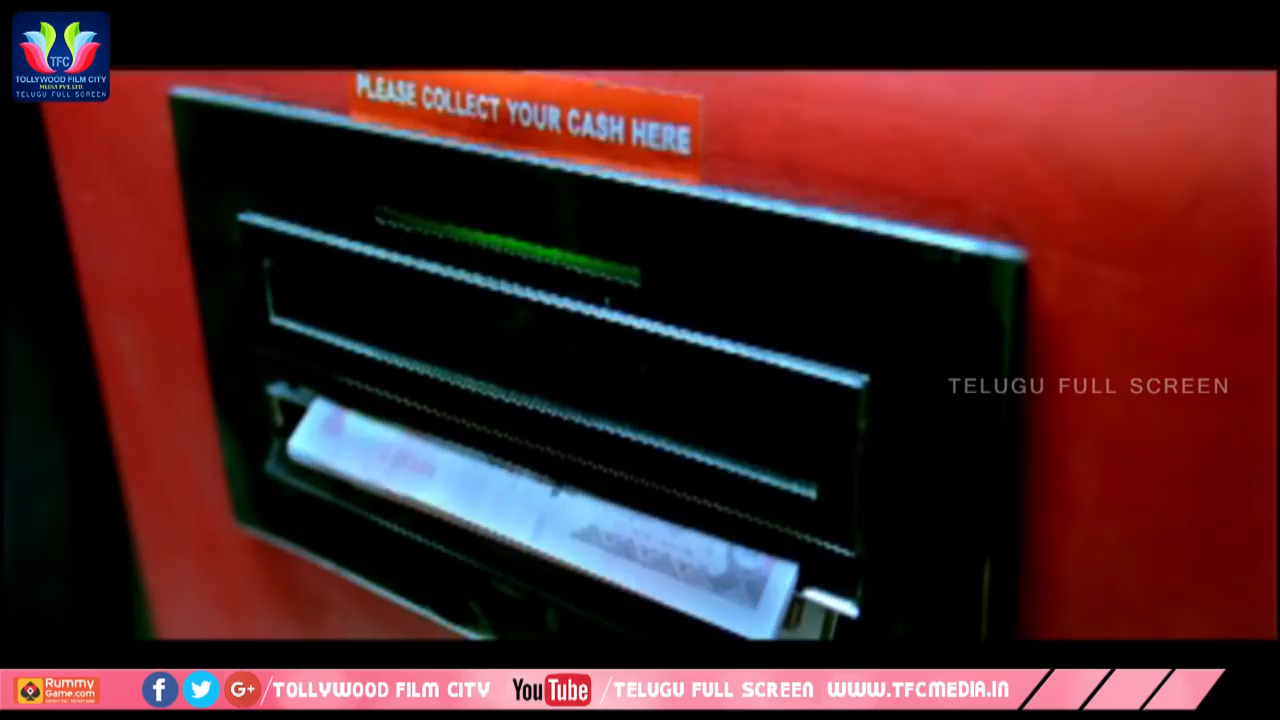 TFC
TOLLYWOOD FILM CITY
MEDIA PVT. LTD.
TELUGU FULL SCREEN
PLEASE COLLECT YOUR CASH HERE
TELUGU FULL SCREEN
Rummy
Game.com
f G+ /TOLLYWOOD FILM CITY YouTube /TELUGU FULL SCREEN WWW.TFCMEDIA.IN